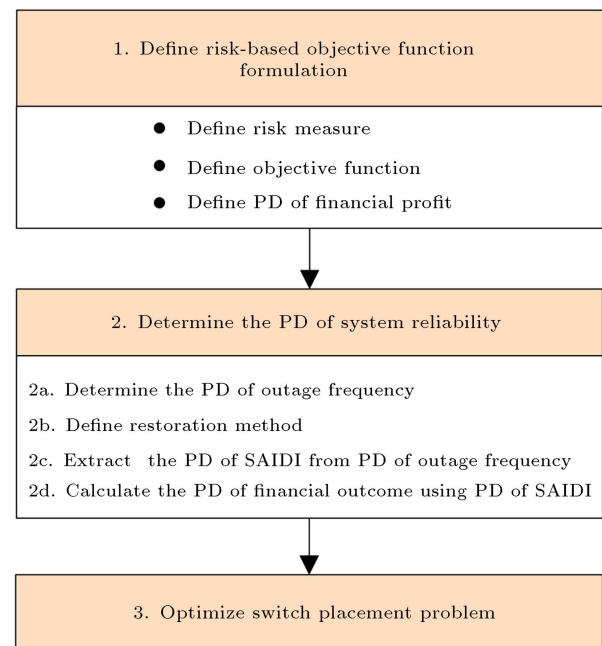 1. Define risk-based objective function
formulation
● Define risk measure
● Define objective function
● Define PD of financial profit
2. Determine the PD of system reliability
2a. Determine the PD of outage frequency
2b. Define restoration method
2c. Extract the PD of SAIDI from PD of outage frequency
2d. Calculate the PD of financial outcome using PD of SAIDI
3. Optimize switch placement problem